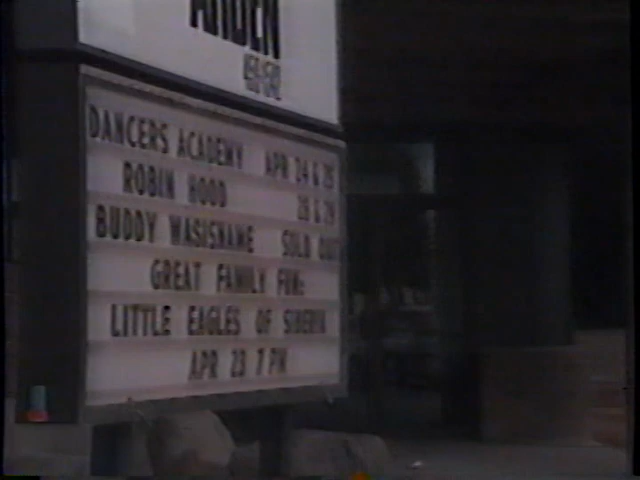 ARDEN
DANCERS ACADEMY APR 24 & 25
ROBIN HOOD 28 & 29
BUDDY WASISNAME SOLD OUT
GREAT FAMILY FUN:
LITTLE EAGLES OF SIBERIA
APR 23 7 PM